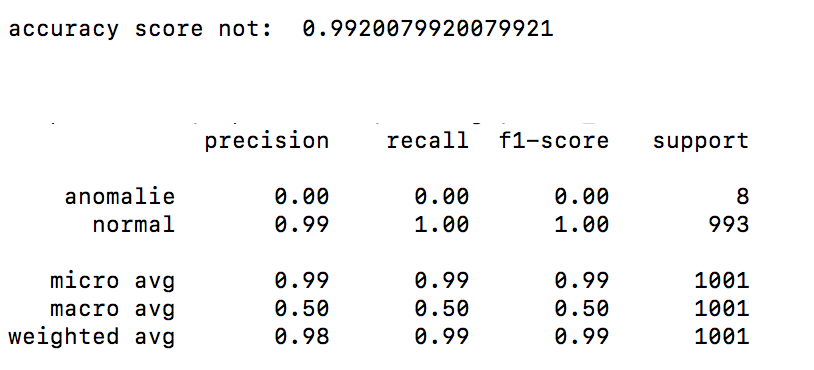 accuracy score not:  0.9920079920079921
precision recall f1-score support
anomalie 0.00 0.00 0.00 8
normal 0.99 1.00 1.00 993
micro avg 0.99 0.99 0.99 1001
macro avg 0.50 0.50 0.50 1001
weighted avg 0.98 0.99 0.99 1001